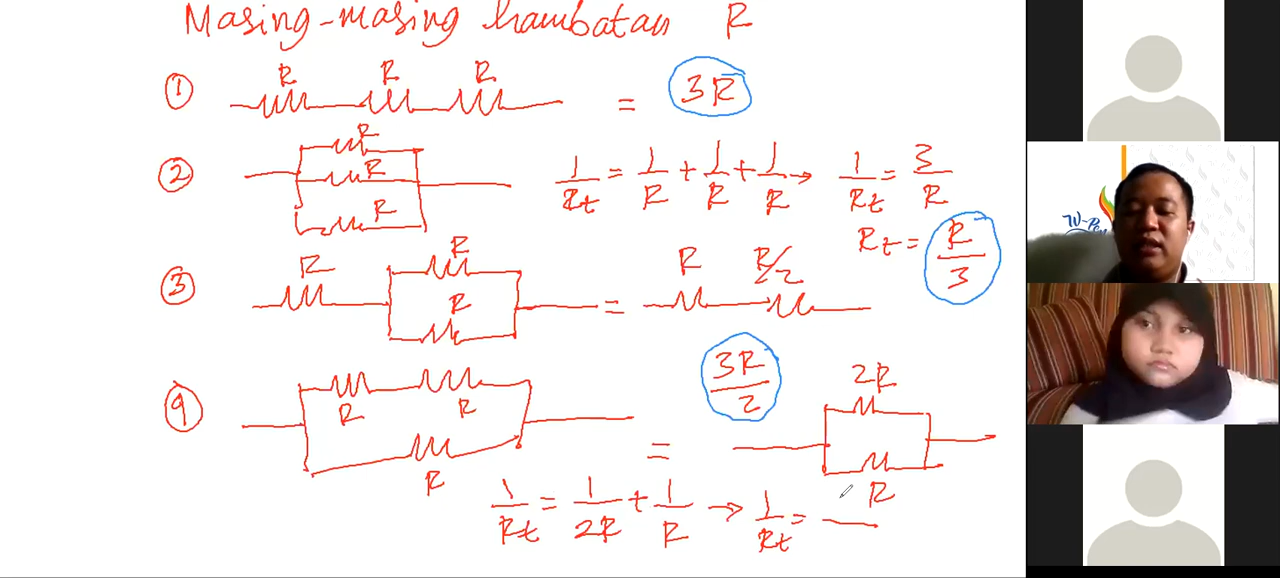 Masing-masing hambatan R
① R R R = 3R
② R R R 1/Rt = 1/R + 1/R + 1/R → 1/Rt = 3/R
Rt = R/3
③ R R R = R R/2
3R/2
④ R R R = 2R R
1/Rt = 1/2R + 1/R → 1/Rt =